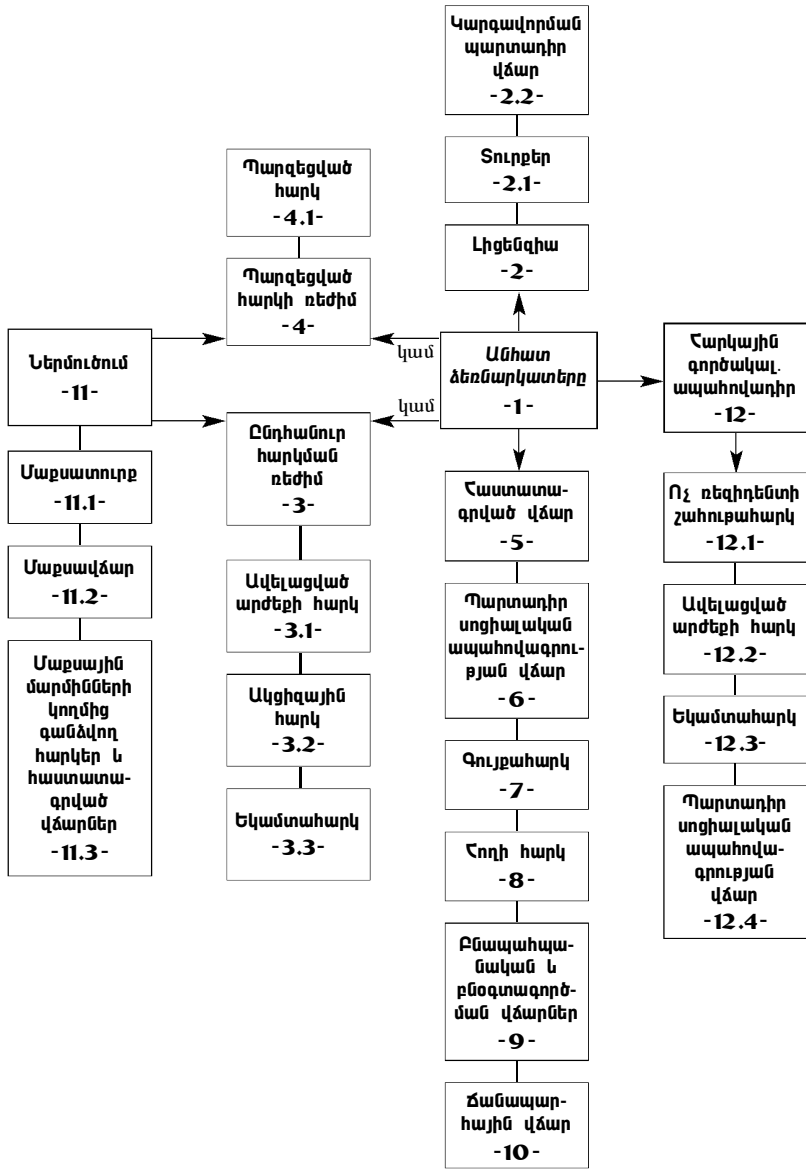 Կարգավորման
պարտադիր
վճար
-2.2-
Տուրքեր
-2.1-
Լիցենզիա
-2-
Պարզեցված
հարկ
-4.1-
Պարզեցված
հարկի ռեժիմ
-4-
Ներմուծում
-11-
կամ
Անհատ
ձեռնարկատերը
-1-
կամ
Հարկային
գործակալ.
ապահովադիր
-12-
Ընդհանուր
հարկման
ռեժիմ
-3-
Մաքսատուրք
-11.1-
Մաքսավճար
-11.2-
Մաքսային
մարմինների
կողմից
գանձվող
հարկեր և
հաստատա-
գրված
վճարներ
-11.3-
Ավելացված
արժեքի հարկ
-3.1-
Ակցիզային
հարկ
-3.2-
Եկամտահարկ
-3.3-
Հաստատա-
գրված վճար
-5-
Պարտադիր
սոցիալական
ապահովագրու-
թյան վճար
-6-
Գույքահարկ
-7-
Հողի հարկ
-8-
Բնապահպա-
նական և
բնօգտագործ-
ման վճարներ
-9-
Ճանապար-
հային վճար
-10-
Ոչ ռեզիդենտի
շահութահարկ
-12.1-
Ավելացված
արժեքի հարկ
-12.2-
Եկամտահարկ
-12.3-
Պարտադիր
սոցիալական
ապահովա-
գրության
վճար
-12.4-